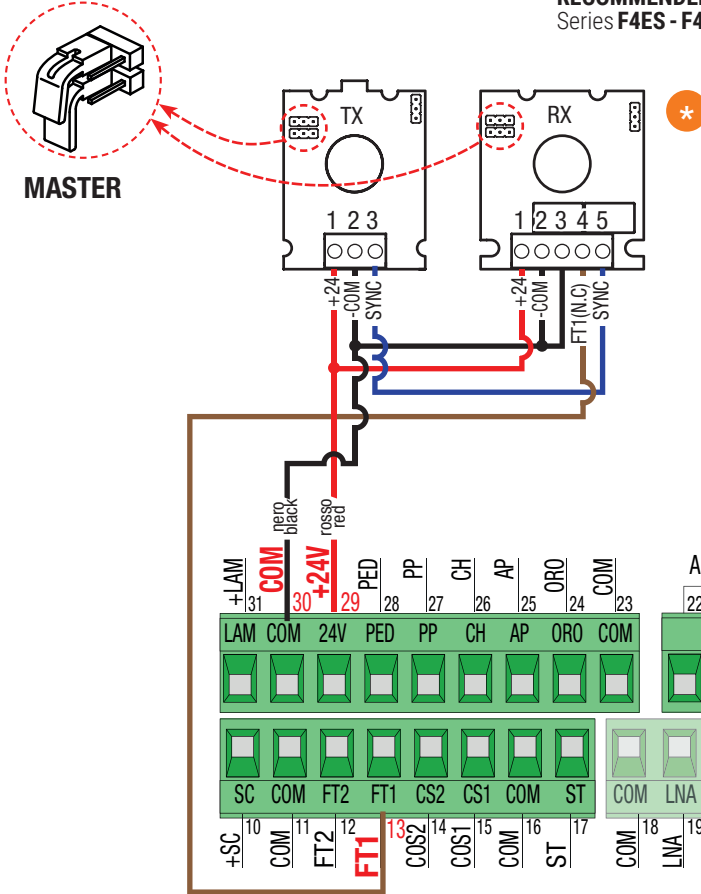 Series F4ES - F4
TX
RX
*
MASTER
1 2 3
1 2 3 4 5
+24
-COM
SYNC
+24
-COM
FT1(N.C)
SYNC
nero
black
rosso
red
+LAM
COM
+24V
PED
PP
CH
AP
ORO
COM
A
31
30
29
28
27
26
25
24
23
22
LAM COM 24V PED PP CH AP ORO COM
SC COM FT2 FT1 CS2 CS1 COM ST COM LNA
10
11
12
13
14
15
16
17
18
19
+SC
COM
FT2
FT1
COS2
COS1
COM
ST
COM
LNA